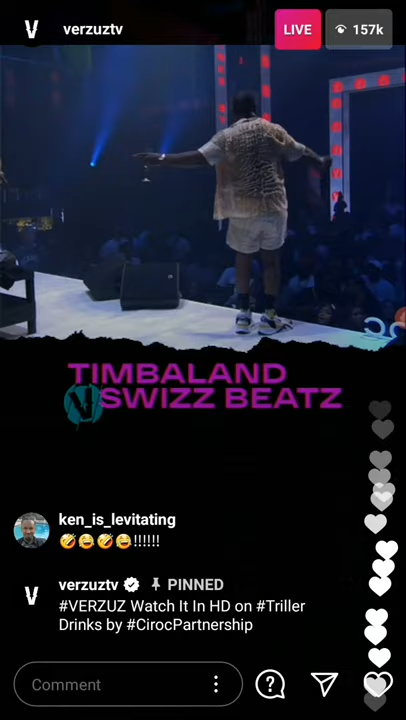 verzuztv
LIVE
157k
TIMBALAND
V SWIZZ BEATZ
ken_is_levitating
🤣😂🤣😂!!!!!!
verzuztv PINNED
#VERZUZ Watch It In HD on #Triller
Drinks by #CirocPartnership
Comment